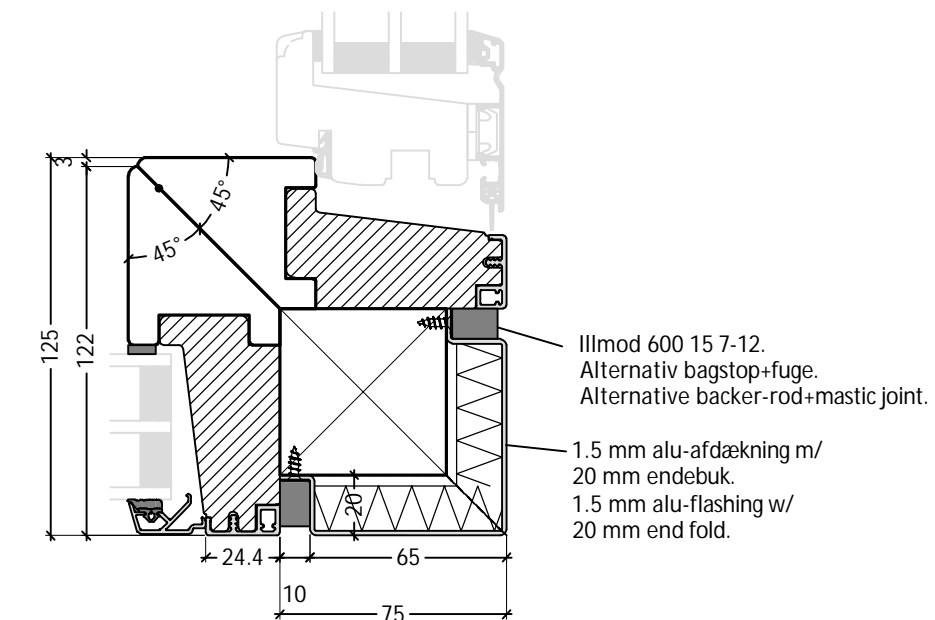 3
45°
45°
125
122
Illmod 600 15 7-12.
Alternativ bagstop+fuge.
Alternative backer-rod+mastic joint.
1.5 mm alu-afdækning m/
20 mm endebuk.
1.5 mm alu-flashing w/
20 mm end fold.
20
24.4
65
10
75